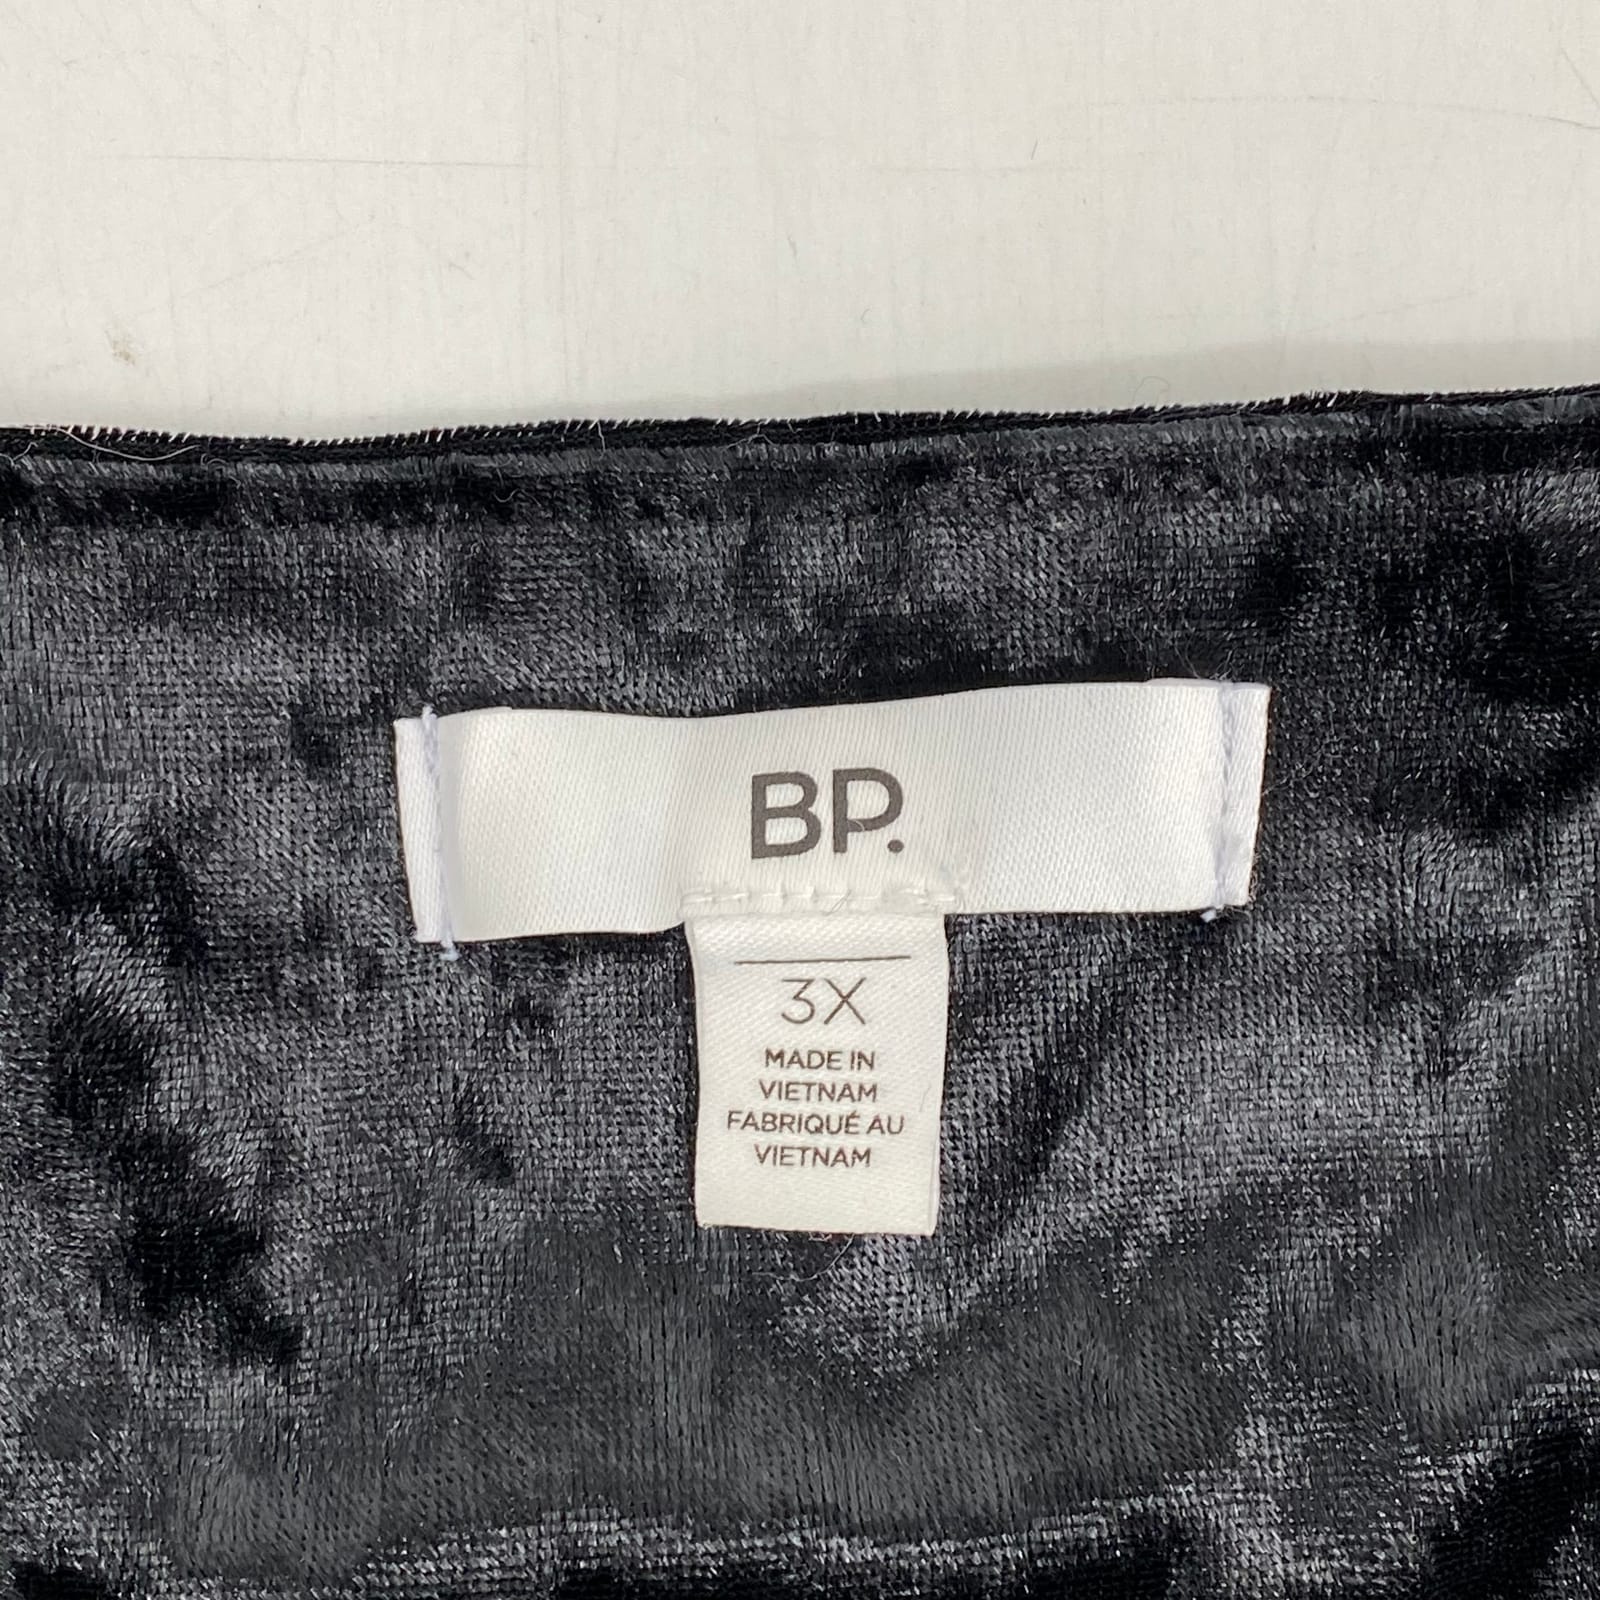 BP.
3X
MADE IN
VIETNAM
FABRIQUÉ AU
VIETNAM